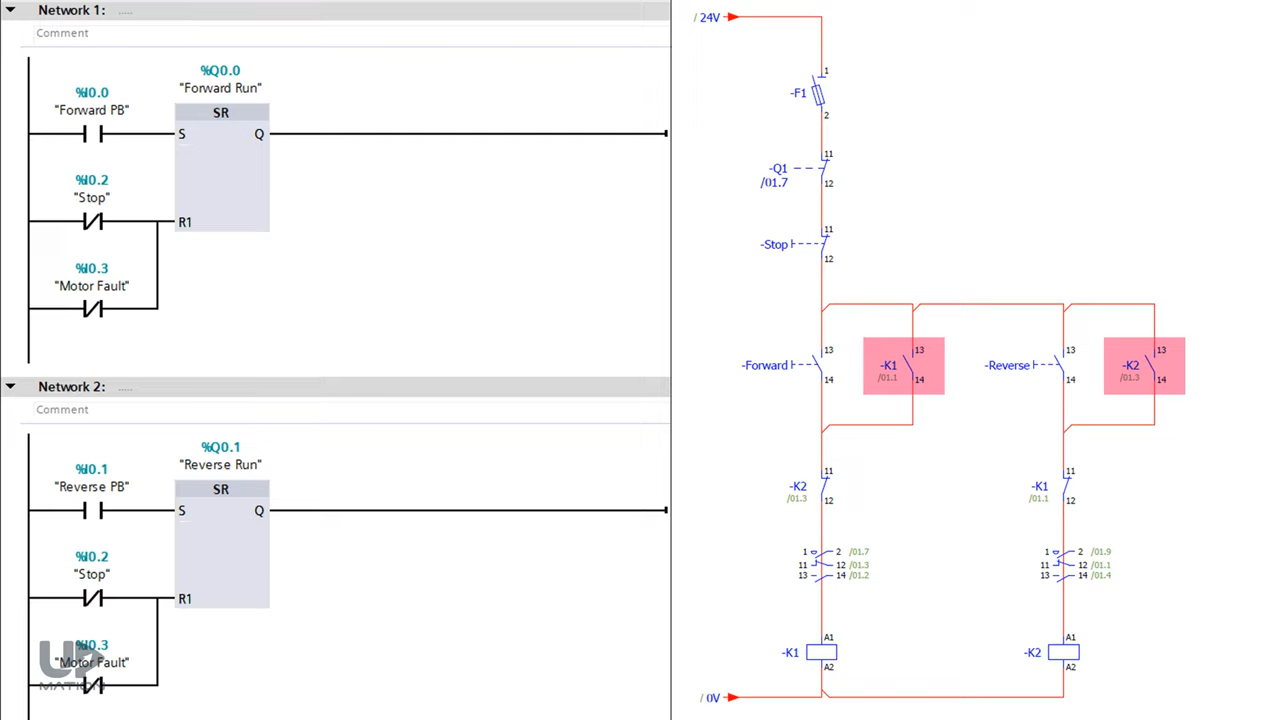 Network 1: .....
Comment
%I0.0
"Forward PB"
%Q0.0
"Forward Run"
SR
S Q
%I0.2
"Stop"
R1
%I0.3
"Motor Fault"
Network 2: .....
Comment
%I0.1
"Reverse PB"
%Q0.1
"Reverse Run"
SR
S Q
%I0.2
"Stop"
R1
%I0.3
"Motor Fault"
UP
MATION
/ 24V
1
-F1
2
11
-Q1
/01.7
12
11
-Stop
12
13
-Forward
14
13
-K1
/01.1
14
13
-Reverse
14
13
-K2
/01.3
14
11
-K2
/01.3
12
11
-K1
/01.1
12
1 2 /01.7
11 12 /01.3
13 14 /01.2
1 2 /01.9
11 12 /01.1
13 14 /01.4
A1
-K1
A2
A1
-K2
A2
/ 0V